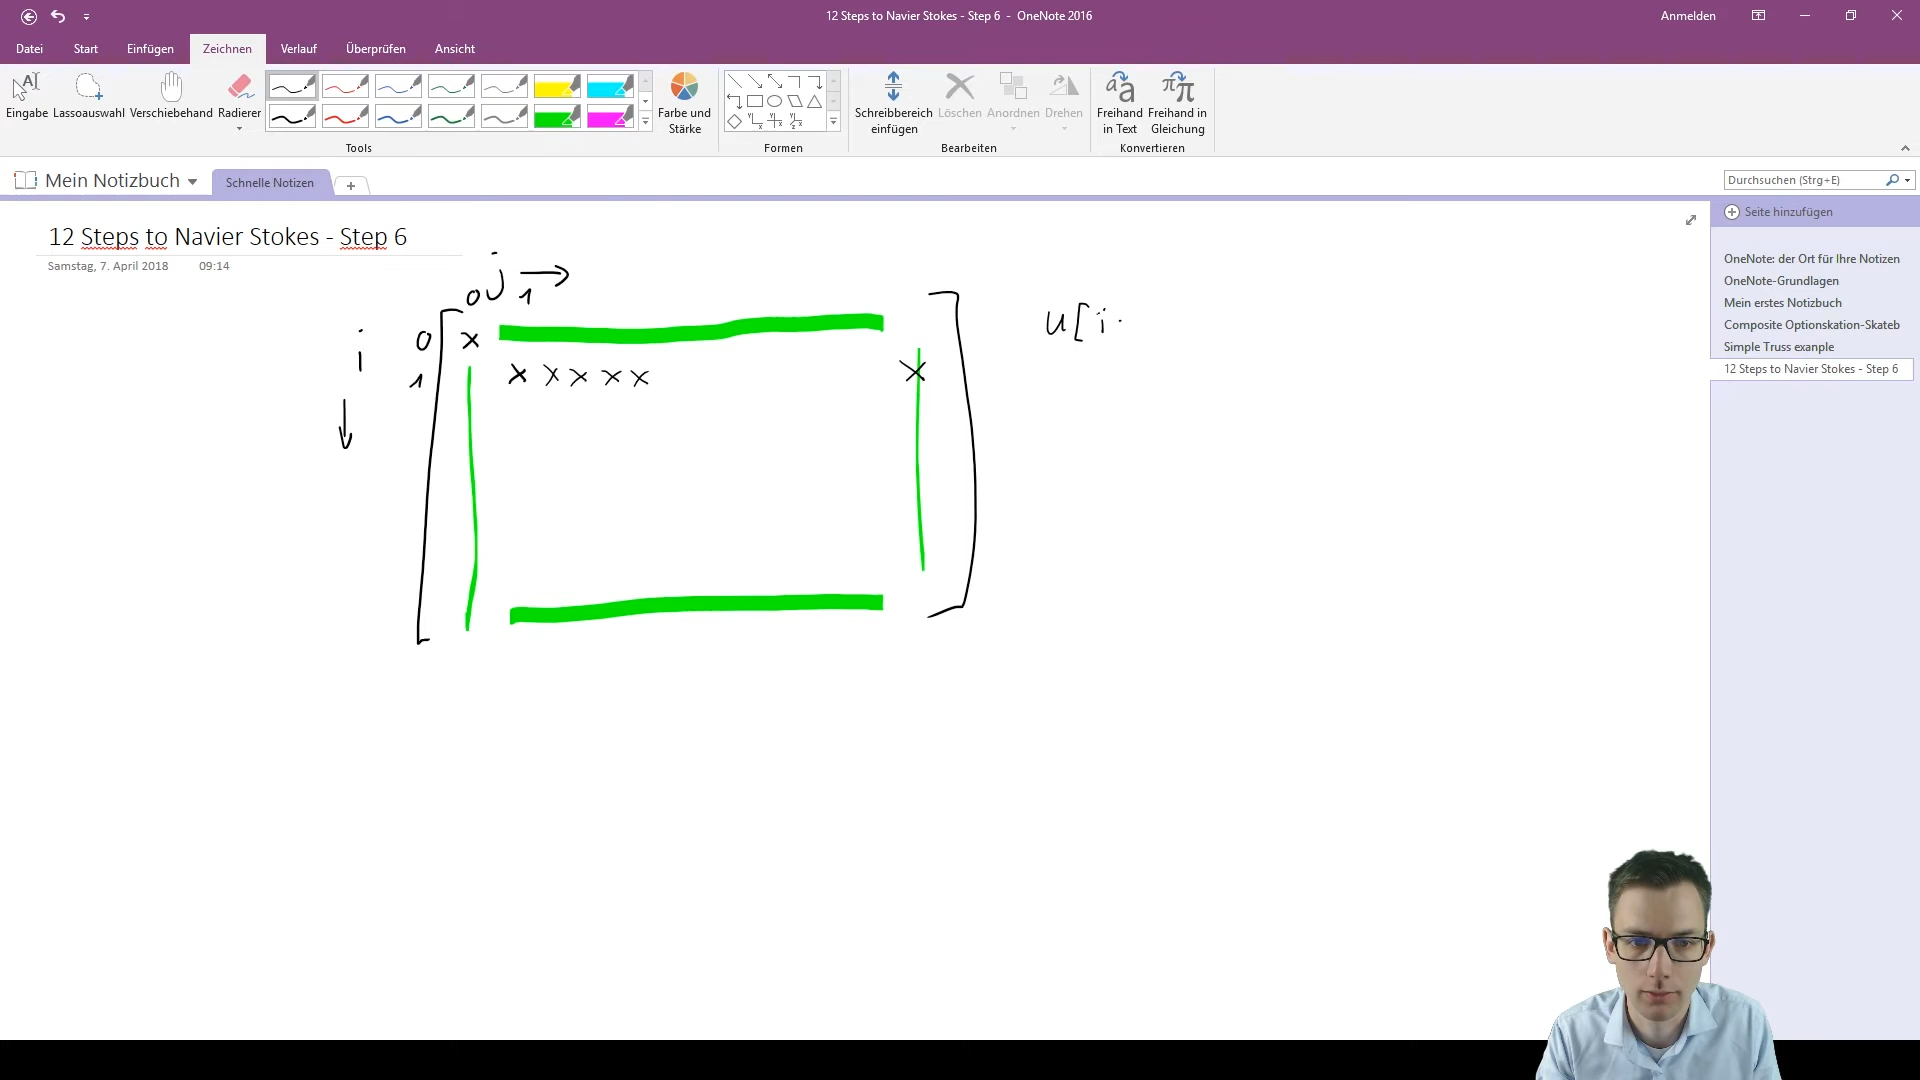 12 Steps to Navier Stokes - Step 6 - OneNote 2016
Anmelden
Datei Start Einfügen Zeichnen Verlauf Überprüfen Ansicht
Eingabe Lassoauswahl Verschiebehand Radierer
Farbe und Stärke
Schreibbereich einfügen
Löschen Anordnen Drehen
Freihand in Text
Freihand in Gleichung
Tools Formen Bearbeiten Konvertieren
Mein Notizbuch
Schnelle Notizen
Durchsuchen (Strg+E)
Seite hinzufügen
12 Steps to Navier Stokes - Step 6
Samstag, 7. April 2018 09:14
OneNote: der Ort für Ihre Notizen
OneNote-Grundlagen
Mein erstes Notizbuch
Composite Optionskation-Skateb
Simple Truss exanple
12 Steps to Navier Stokes - Step 6
j →
0 1
i 0 x
1 x x x x x x
↓
u[i